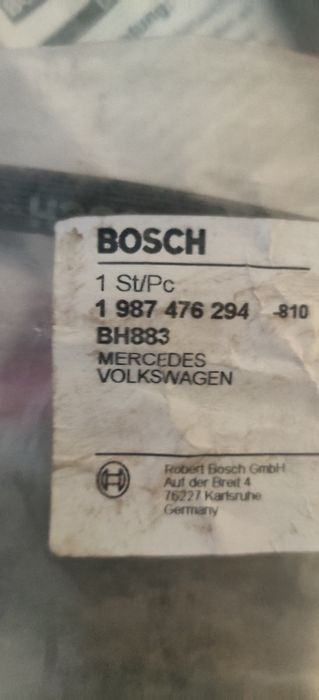 BOSCH
1 St/Pc
1 987 476 294 -810
BH883
MERCEDES
VOLKSWAGEN
Robert Bosch GmbH
Auf der Breit 4
76227 Karlsruhe
Germany